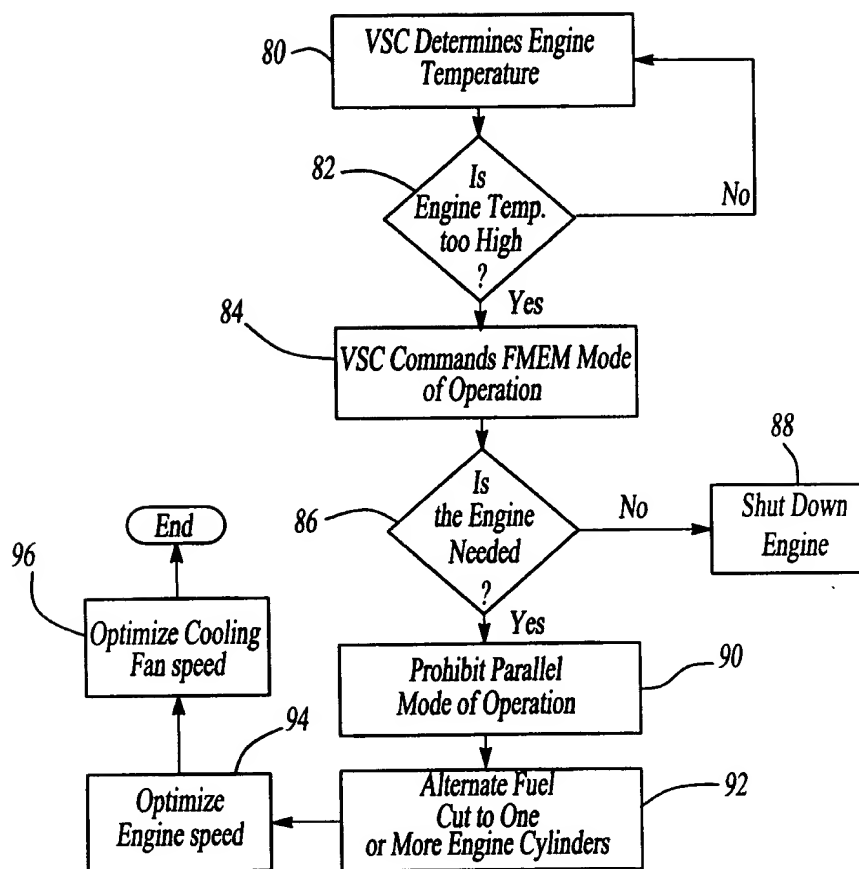 80
VSC Determines Engine
Temperature
82
Is
Engine Temp.
too High
?
No
Yes
84
VSC Commands FMEM Mode
of Operation
86
Is
the Engine
Needed
?
No
88
Shut Down
Engine
Yes
End
96
Optimize Cooling
Fan speed
Prohibit Parallel
Mode of Operation
90
94
Optimize
Engine speed
Alternate Fuel
Cut to One
or More Engine Cylinders
92